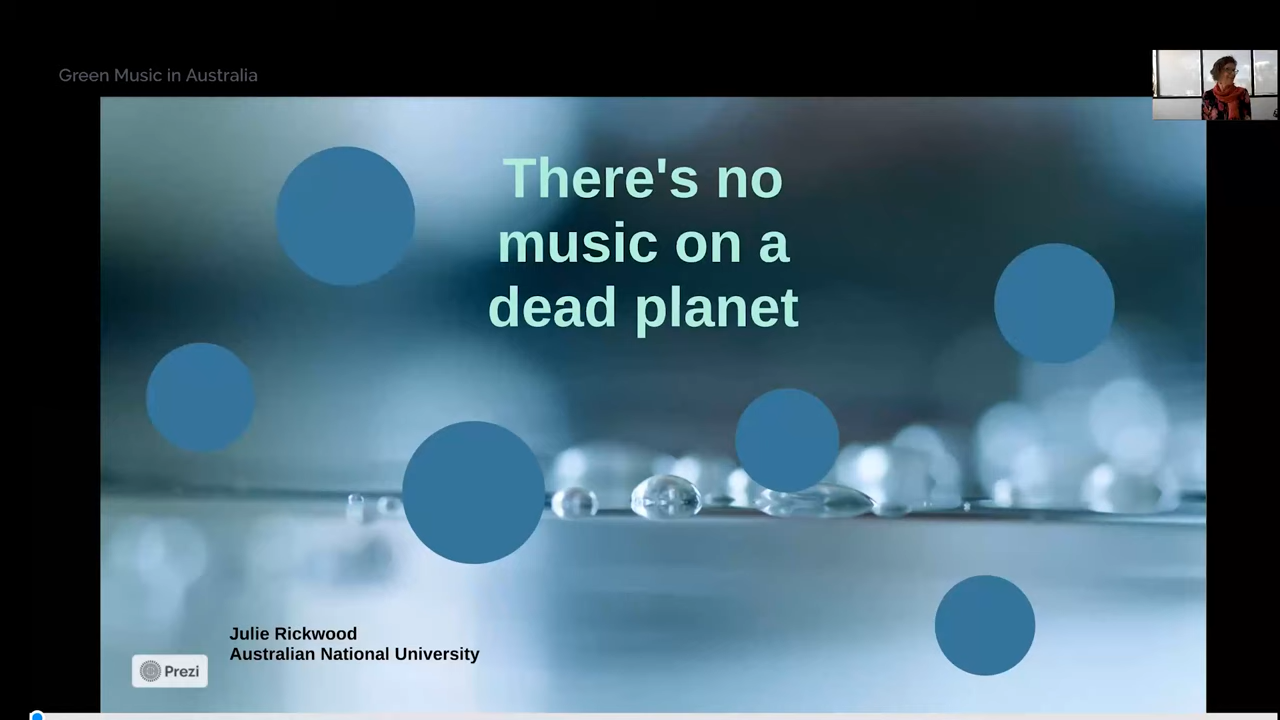 Green Music in Australia
There's no
music on a
dead planet
Julie Rickwood
Australian National University
Prezi